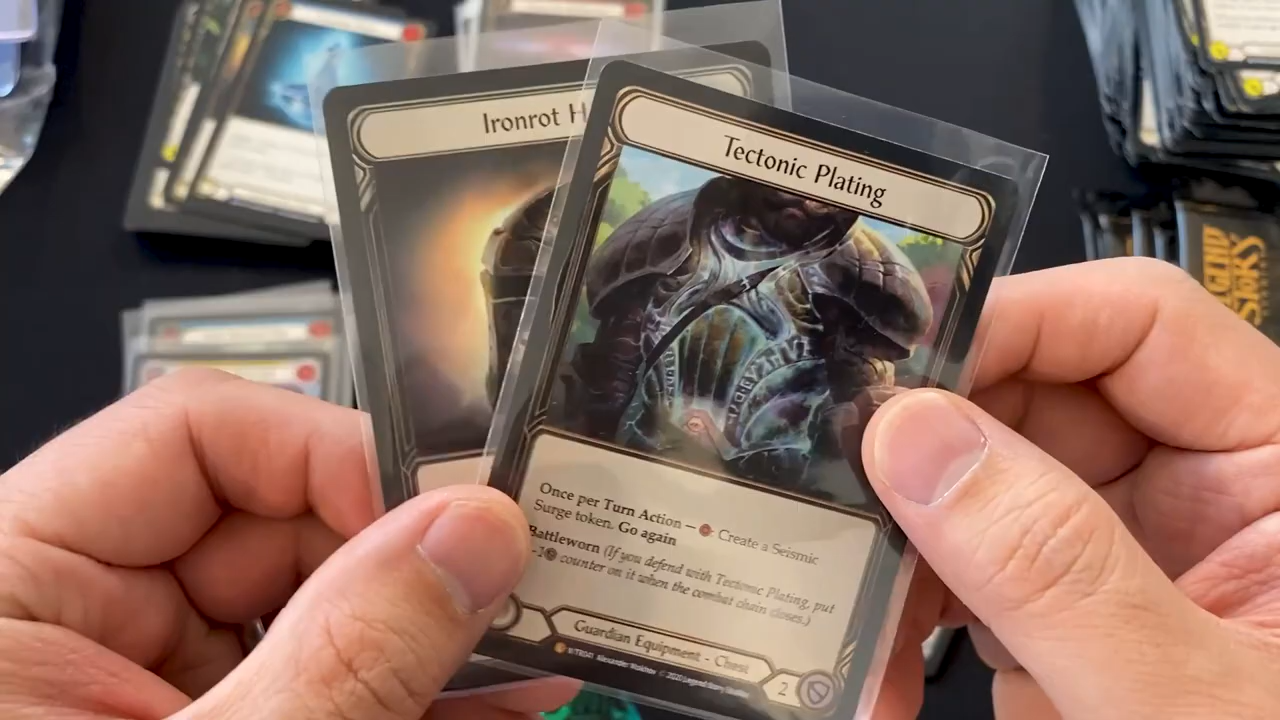 Ironrot H
Tectonic Plating
Once per Turn Action – : Create a Seismic
Surge token. Go again
Battleworn (If you defend with Tectonic Plating, put
-1 counter on it when the combat chain closes.)
Guardian Equipment - Chest
2